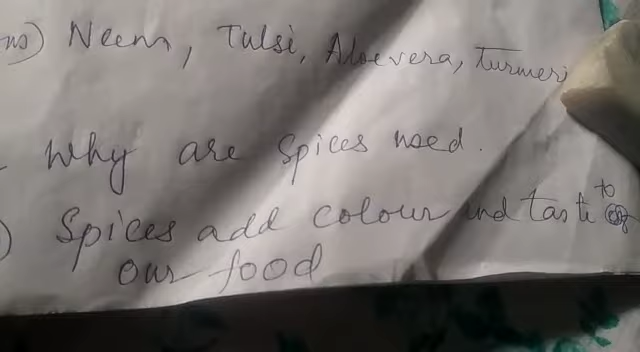 ns) Neem, Tulsi, Aloevera, Turmeri
Why are Spices used.
) Spices add colour and taste to
our food